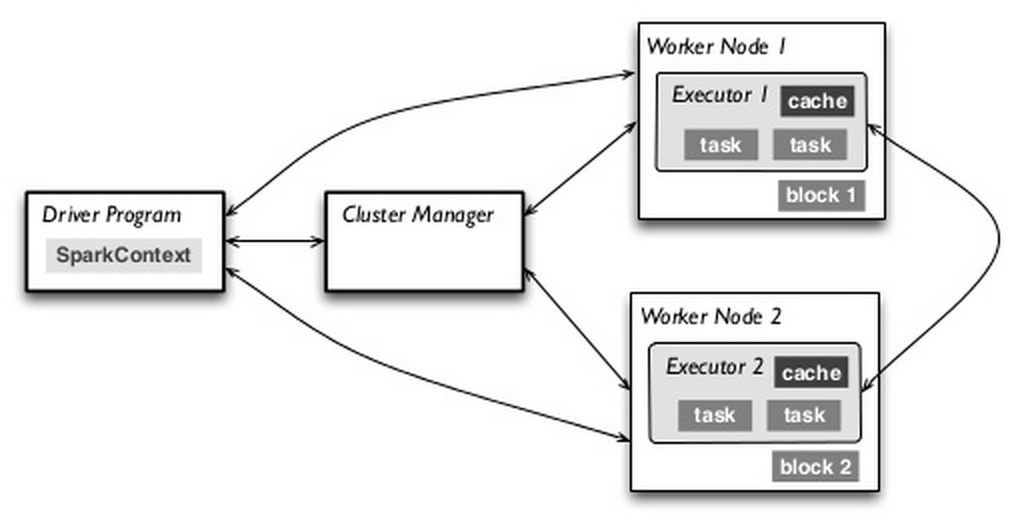 Driver Program
SparkContext
Cluster Manager
Worker Node 1
Executor 1
cache
task
task
block 1
Worker Node 2
Executor 2
cache
task
task
block 2